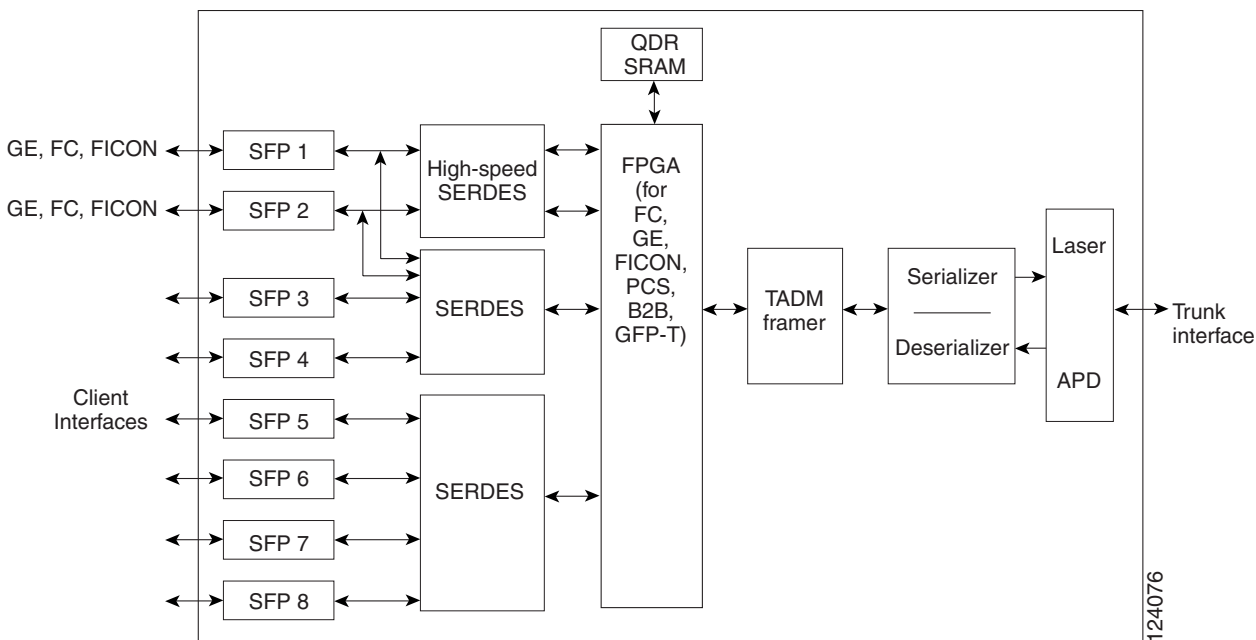 QDR
SRAM
GE, FC, FICON
SFP 1
GE, FC, FICON
SFP 2
High-speed
SERDES
FPGA
(for
FC,
GE,
FICON,
PCS,
B2B,
GFP-T)
SFP 3
SFP 4
SERDES
TADM
framer
Serializer
Deserializer
Laser
APD
Trunk
interface
Client
Interfaces
SFP 5
SFP 6
SFP 7
SFP 8
SERDES
124076